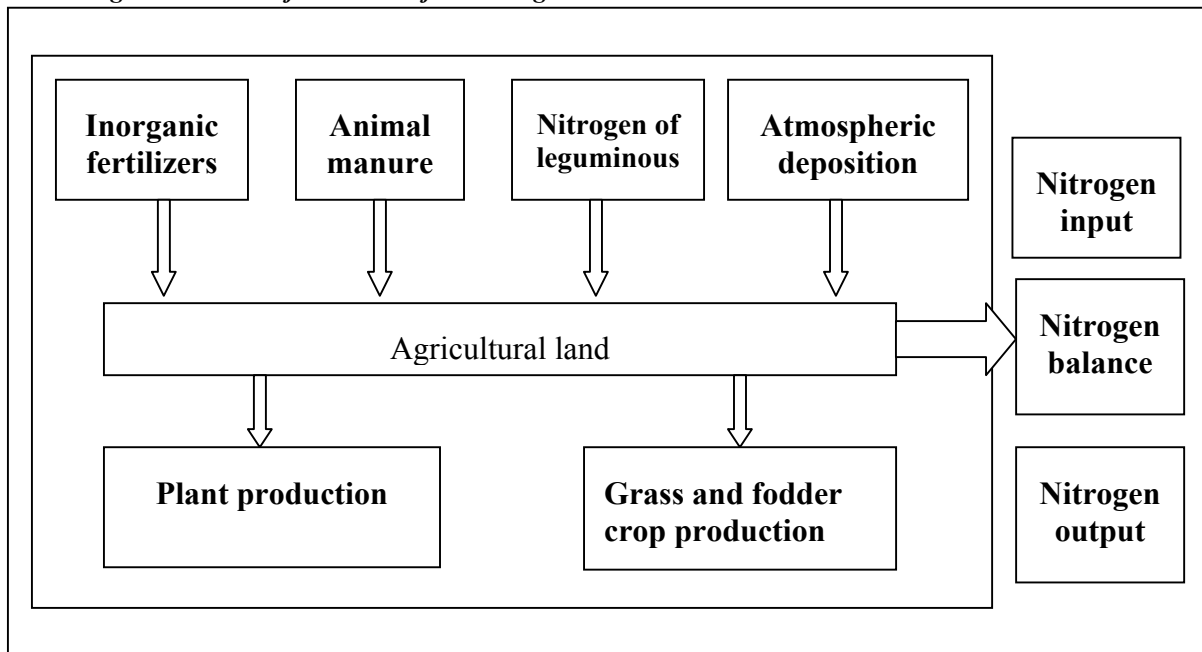 Inorganic
fertilizers
Animal
manure
Nitrogen of
leguminous
Atmospheric
deposition
Nitrogen
input
Agricultural land
Nitrogen
balance
Plant production
Grass and fodder
crop production
Nitrogen
output